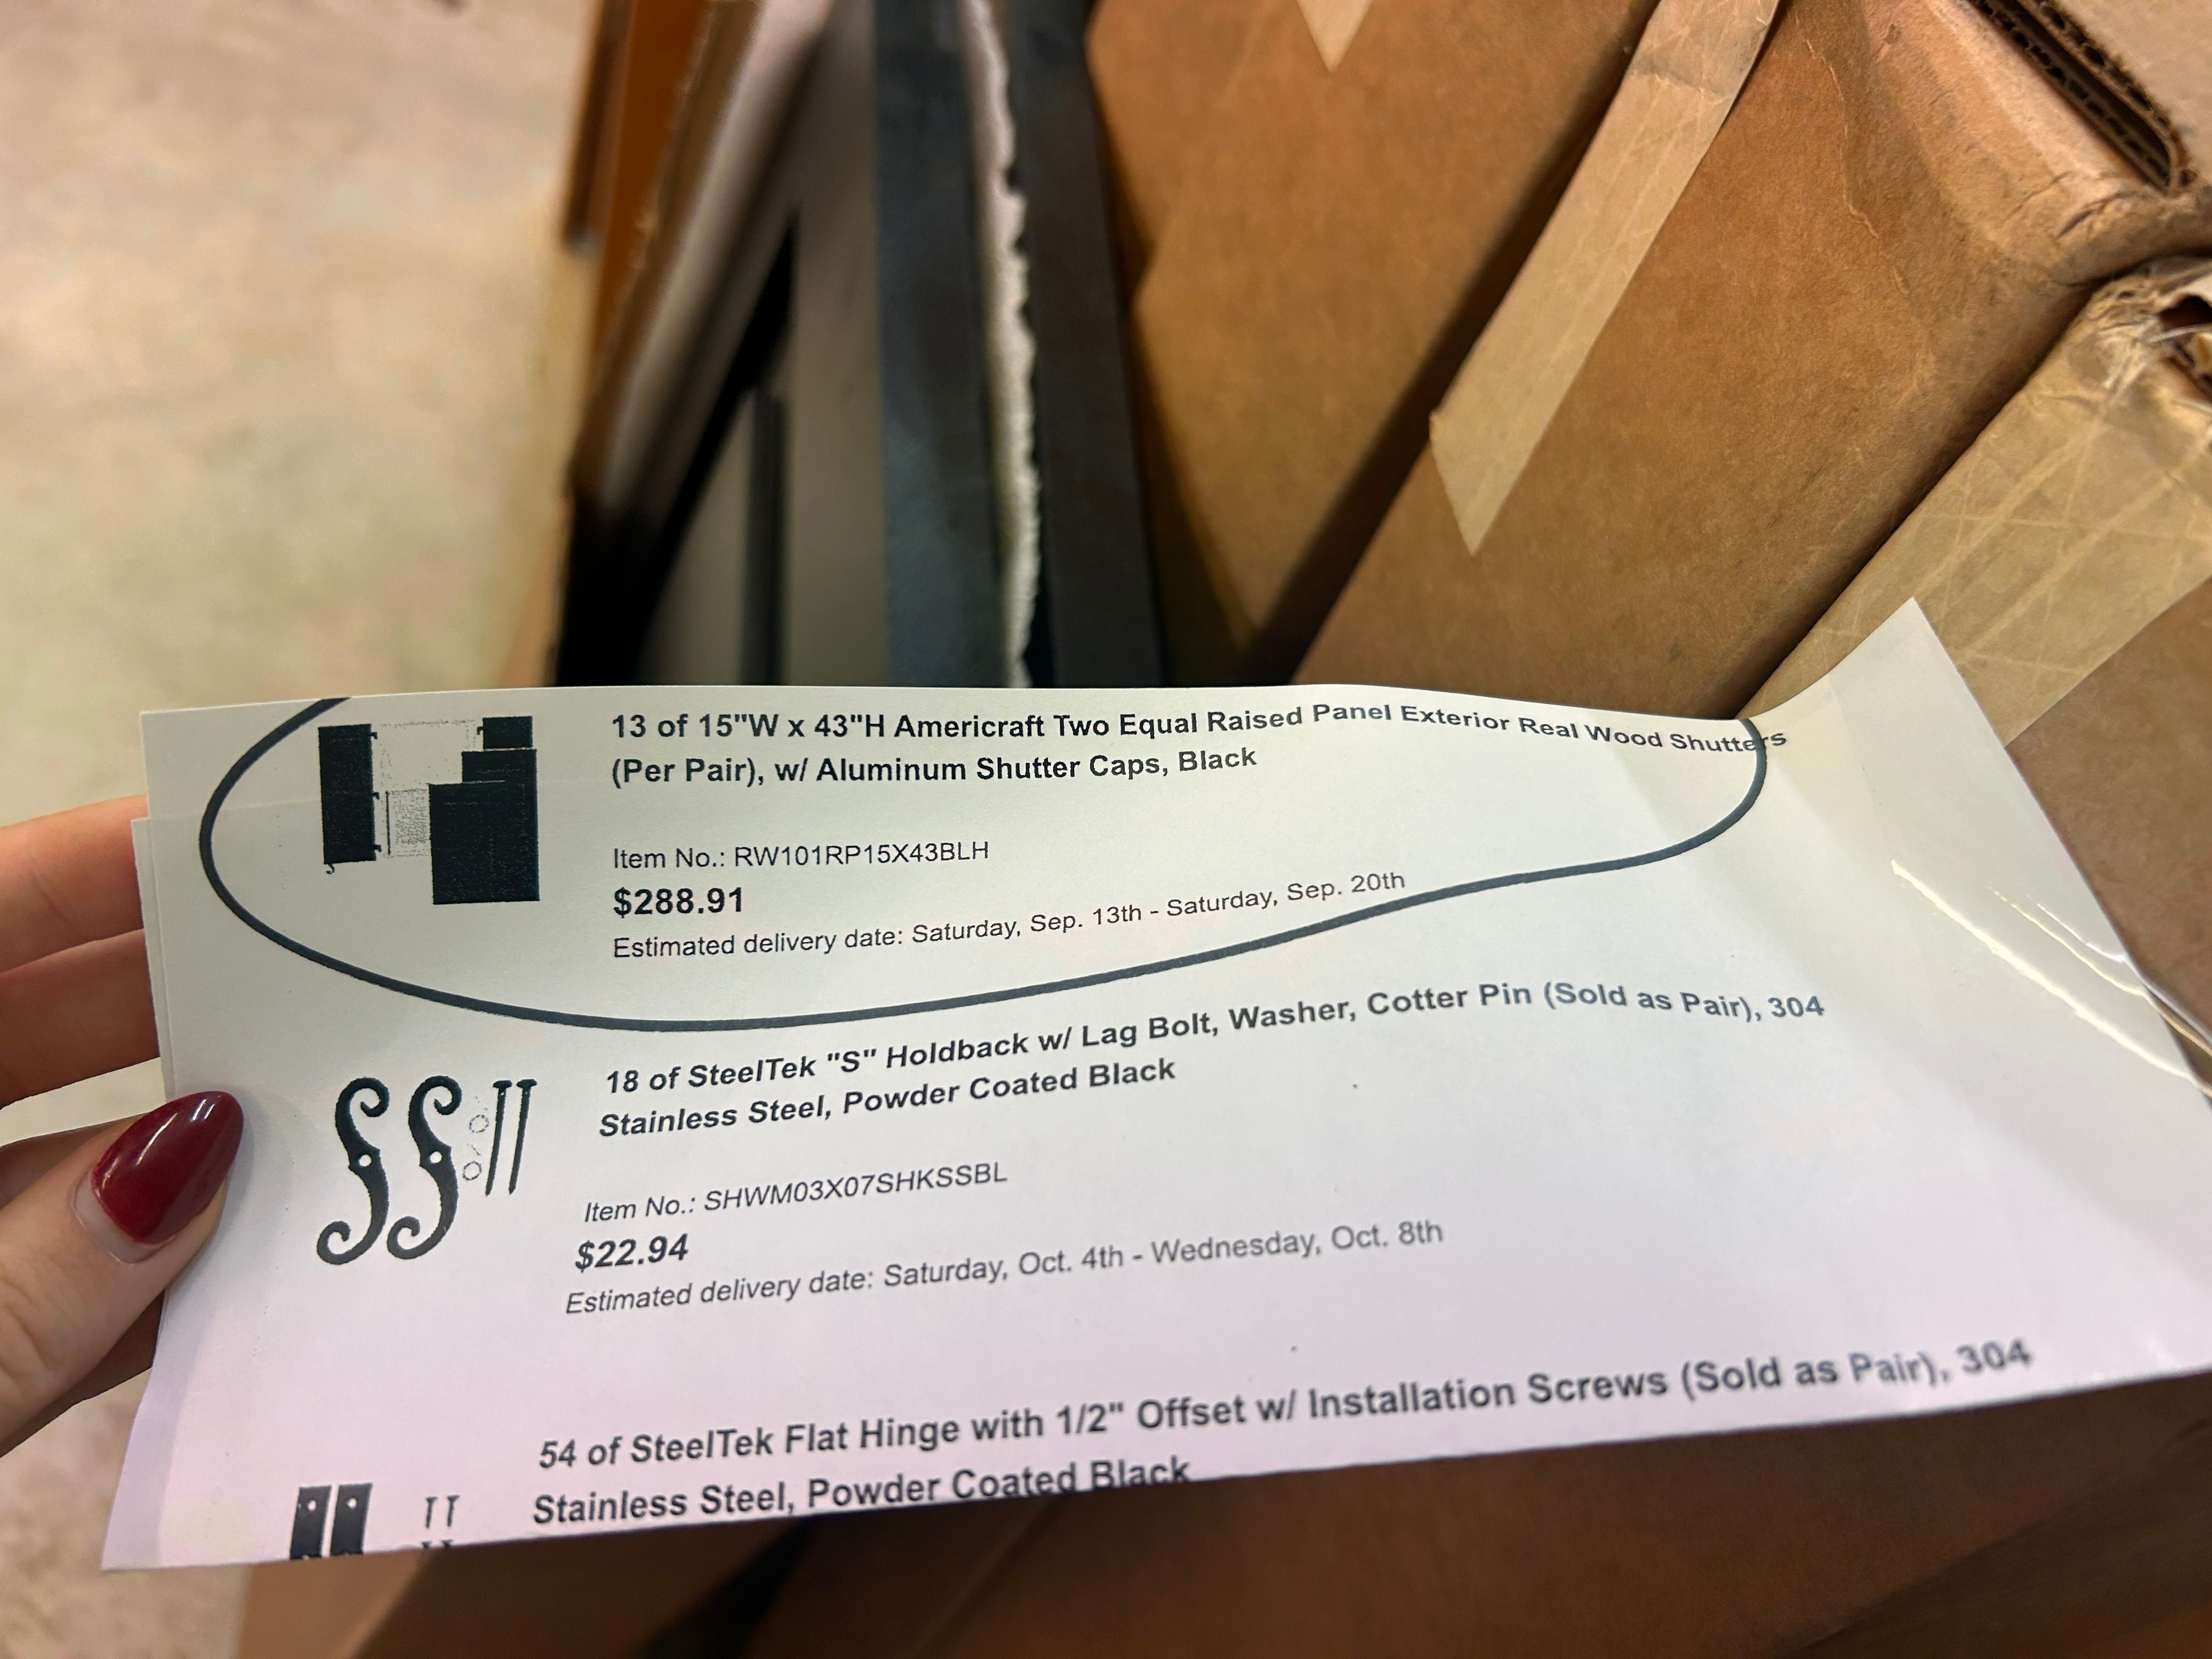 13 of 15"W x 43"H Americraft Two Equal Raised Panel Exterior Real Wood Shutters
(Per Pair), w/ Aluminum Shutter Caps, Black
Item No.: RW101RP15X43BLH
$288.91
Estimated delivery date: Saturday, Sep. 13th - Saturday, Sep. 20th
18 of SteelTek "S" Holdback w/ Lag Bolt, Washer, Cotter Pin (Sold as Pair), 304
Stainless Steel, Powder Coated Black
Item No.: SHWM03X07SHKSSBL
$22.94
Estimated delivery date: Saturday, Oct. 4th - Wednesday, Oct. 8th
54 of SteelTek Flat Hinge with 1/2" Offset w/ Installation Screws (Sold as Pair), 304
Stainless Steel, Powder Coated Black